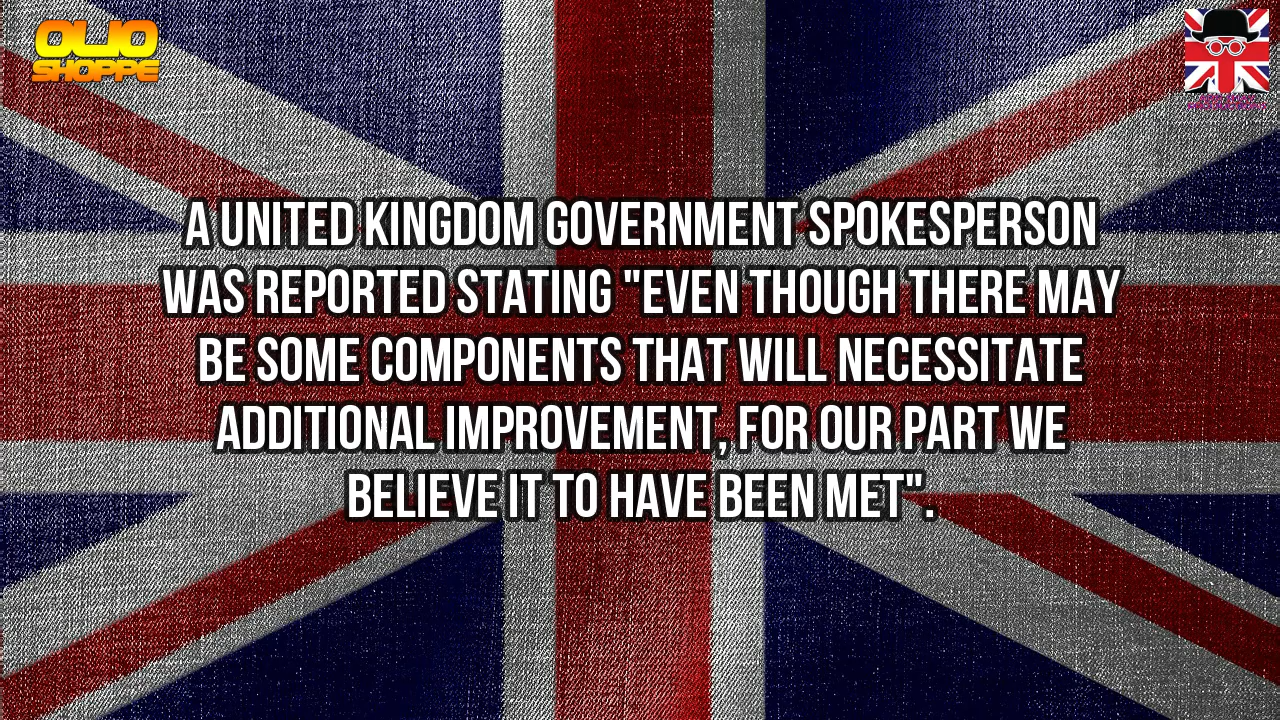 OLIO
SHOPPE
A UNITED KINGDOM GOVERNMENT SPOKESPERSON
WAS REPORTED STATING "EVEN THOUGH THERE MAY
BE SOME COMPONENTS THAT WILL NECESSITATE
ADDITIONAL IMPROVEMENT, FOR OUR PART WE
BELIEVE IT TO HAVE BEEN MET".